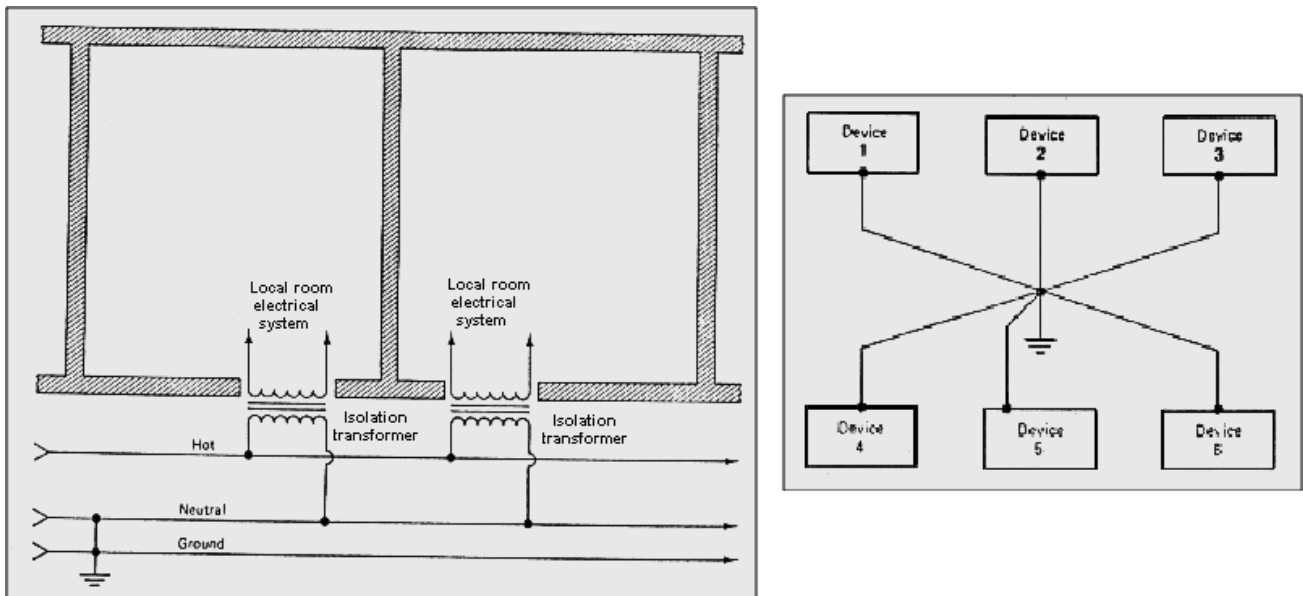 Local room
electrical
system
Local room
electrical
system
Isolation
transformer
Isolation
transformer
Hot
Neutral
Ground
Device
1
Device
2
Device
3
Device
4
Device
5
Device
6